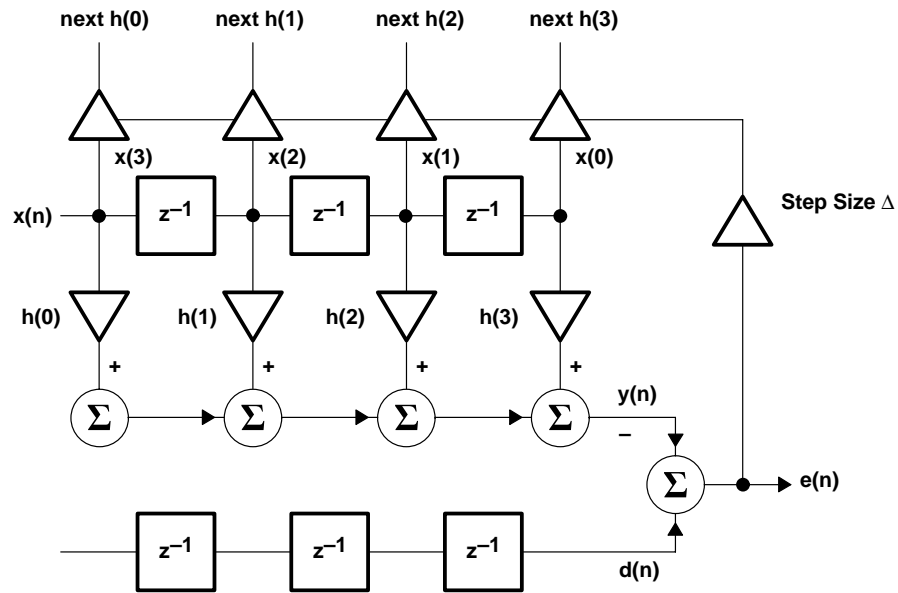 next h(0) next h(1) next h(2) next h(3)
x(3) x(2) x(1) x(0)
x(n) z–1 z–1 z–1 Step Size Δ
h(0) h(1) h(2) h(3)
+ + + +
Σ Σ Σ Σ y(n)
–
Σ e(n)
z–1 z–1 z–1
d(n)